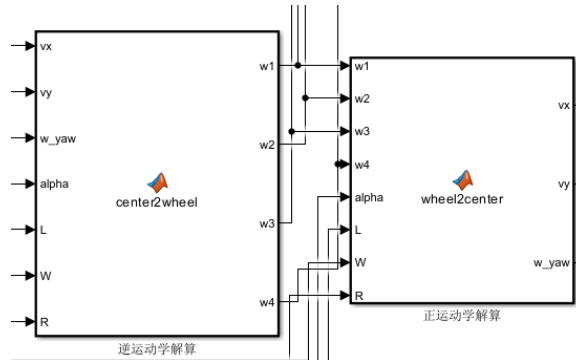 vx
vy
w_yaw
alpha
L
W
R
center2wheel
w1
w2
w3
w4
逆运动学解算
w1
w2
w3
w4
alpha
L
W
R
wheel2center
vx
vy
w_yaw
正运动学解算